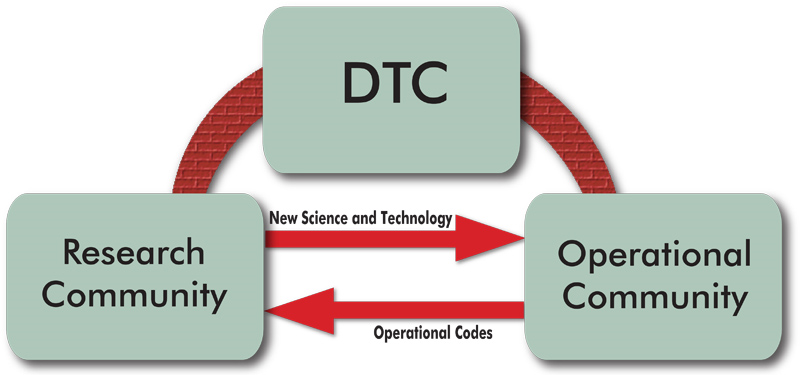 DTC
New Science and Technology
Research
Community
Operational
Community
Operational Codes